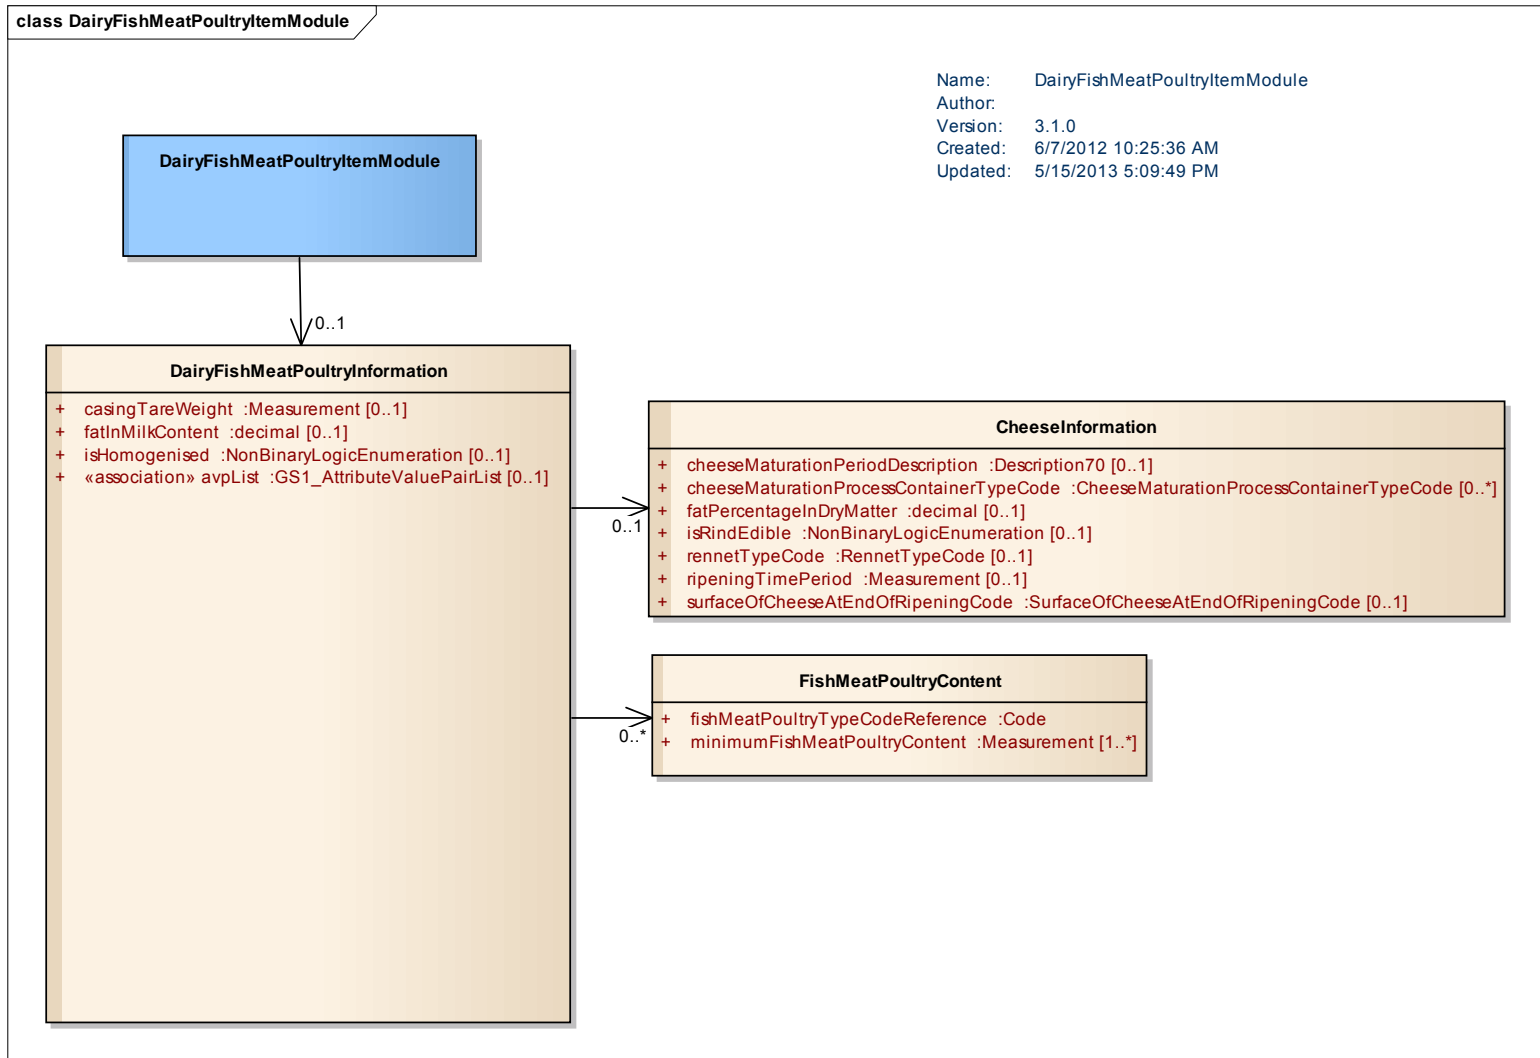 class DairyFishMeatPoultryItemModule
Name: DairyFishMeatPoultryItemModule
Author:
Version: 3.1.0
Created: 6/7/2012 10:25:36 AM
Updated: 5/15/2013 5:09:49 PM
DairyFishMeatPoultryItemModule
0..1
DairyFishMeatPoultryInformation
+ casingTareWeight :Measurement [0..1]
+ fatInMilkContent :decimal [0..1]
+ isHomogenised :NonBinaryLogicEnumeration [0..1]
+ «association» avpList :GS1_AttributeValuePairList [0..1]
0..1
CheeseInformation
+ cheeseMaturationPeriodDescription :Description70 [0..1]
+ cheeseMaturationProcessContainerTypeCode :CheeseMaturationProcessContainerTypeCode [0..*]
+ fatPercentageInDryMatter :decimal [0..1]
+ isRindEdible :NonBinaryLogicEnumeration [0..1]
+ rennetTypeCode :RennetTypeCode [0..1]
+ ripeningTimePeriod :Measurement [0..1]
+ surfaceOfCheeseAtEndOfRipeningCode :SurfaceOfCheeseAtEndOfRipeningCode [0..1]
0..*
FishMeatPoultryContent
+ fishMeatPoultryTypeCodeReference :Code
+ minimumFishMeatPoultryContent :Measurement [1..*]